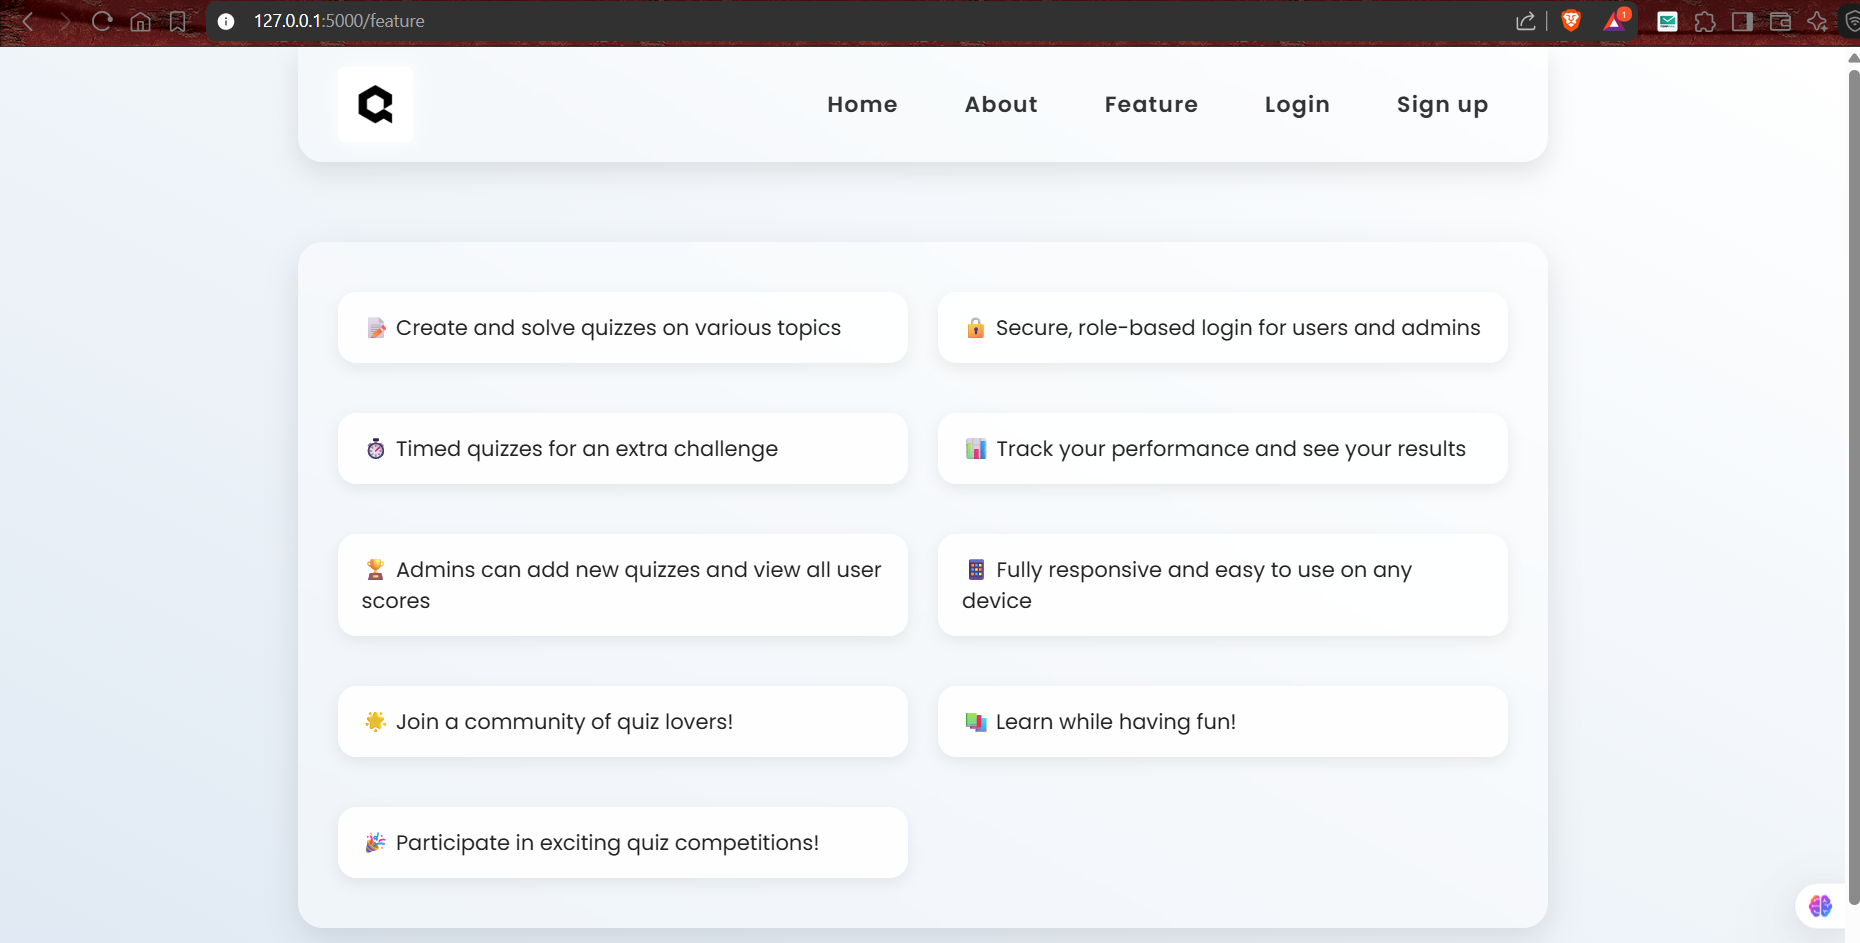 127.0.0.1:5000/feature
1
Home About Feature Login Sign up
📝 Create and solve quizzes on various topics
🔒 Secure, role-based login for users and admins
⏱️ Timed quizzes for an extra challenge
📊 Track your performance and see your results
🏆 Admins can add new quizzes and view all user
scores
📱 Fully responsive and easy to use on any
device
🌟 Join a community of quiz lovers!
📚 Learn while having fun!
🎉 Participate in exciting quiz competitions!